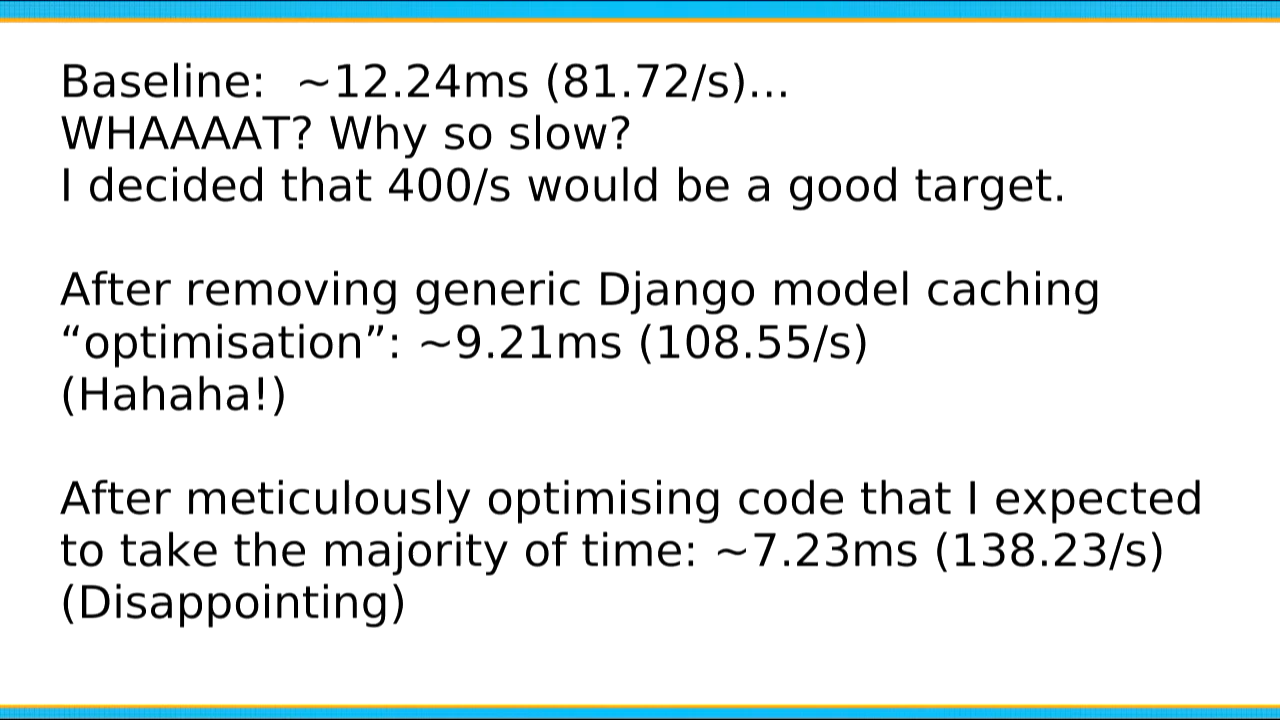 Baseline:  ~12.24ms (81.72/s)...
WHAAAAT? Why so slow?
I decided that 400/s would be a good target.
After removing generic Django model caching
“optimisation”: ~9.21ms (108.55/s)
(Hahaha!)
After meticulously optimising code that I expected
to take the majority of time: ~7.23ms (138.23/s)
(Disappointing)